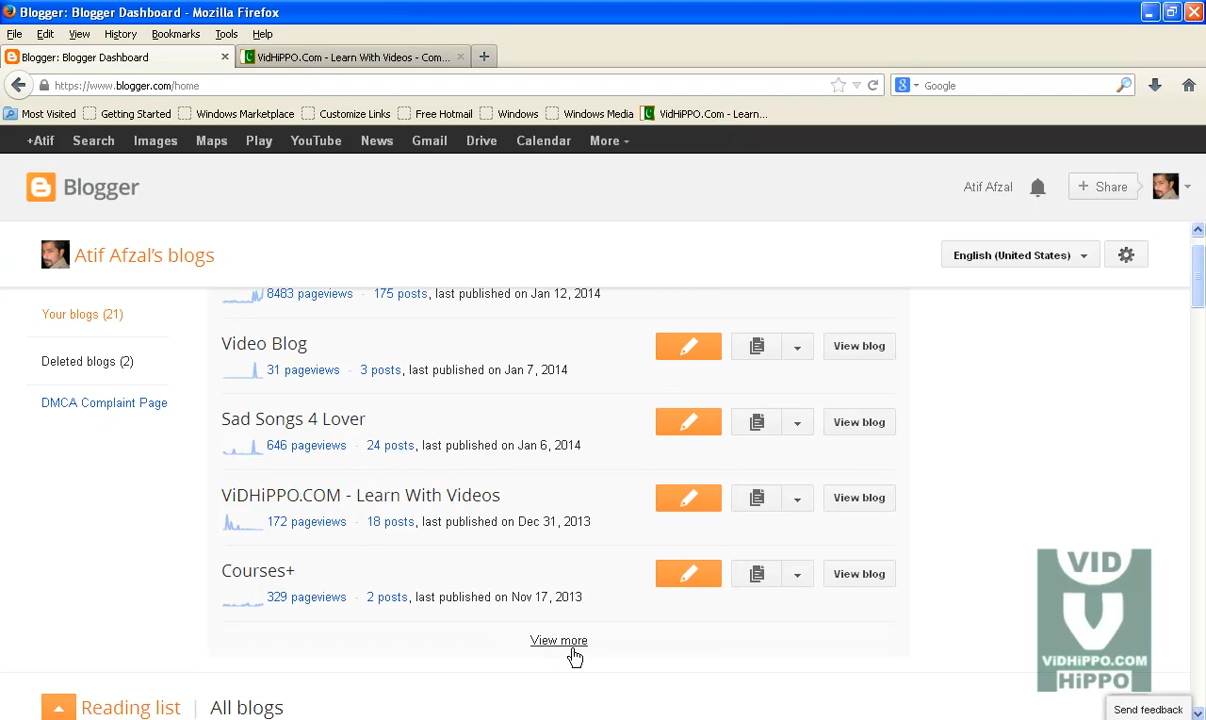 Blogger: Blogger Dashboard - Mozilla Firefox
File Edit View History Bookmarks Tools Help
Blogger: Blogger Dashboard × VidHiPPO.Com - Learn With Videos - Com... × +
https://www.blogger.com/home Google
Most Visited Getting Started Windows Marketplace Customize Links Free Hotmail Windows Windows Media VidHiPPO.Com - Learn...
+Atif Search Images Maps Play YouTube News Gmail Drive Calendar More
Blogger Atif Afzal + Share
Atif Afzal's blogs English (United States)
8483 pageviews - 175 posts, last published on Jan 12, 2014
Your blogs (21)
Video Blog View blog
Deleted blogs (2)
31 pageviews - 3 posts, last published on Jan 7, 2014
DMCA Complaint Page
Sad Songs 4 Lover View blog
646 pageviews - 24 posts, last published on Jan 6, 2014
ViDHiPPO.COM - Learn With Videos View blog
172 pageviews - 18 posts, last published on Dec 31, 2013
Courses+ View blog
329 pageviews - 2 posts, last published on Nov 17, 2013
View more
VID
ViDHiPPO.COM
HiPPO
Reading list | All blogs
Send feedback